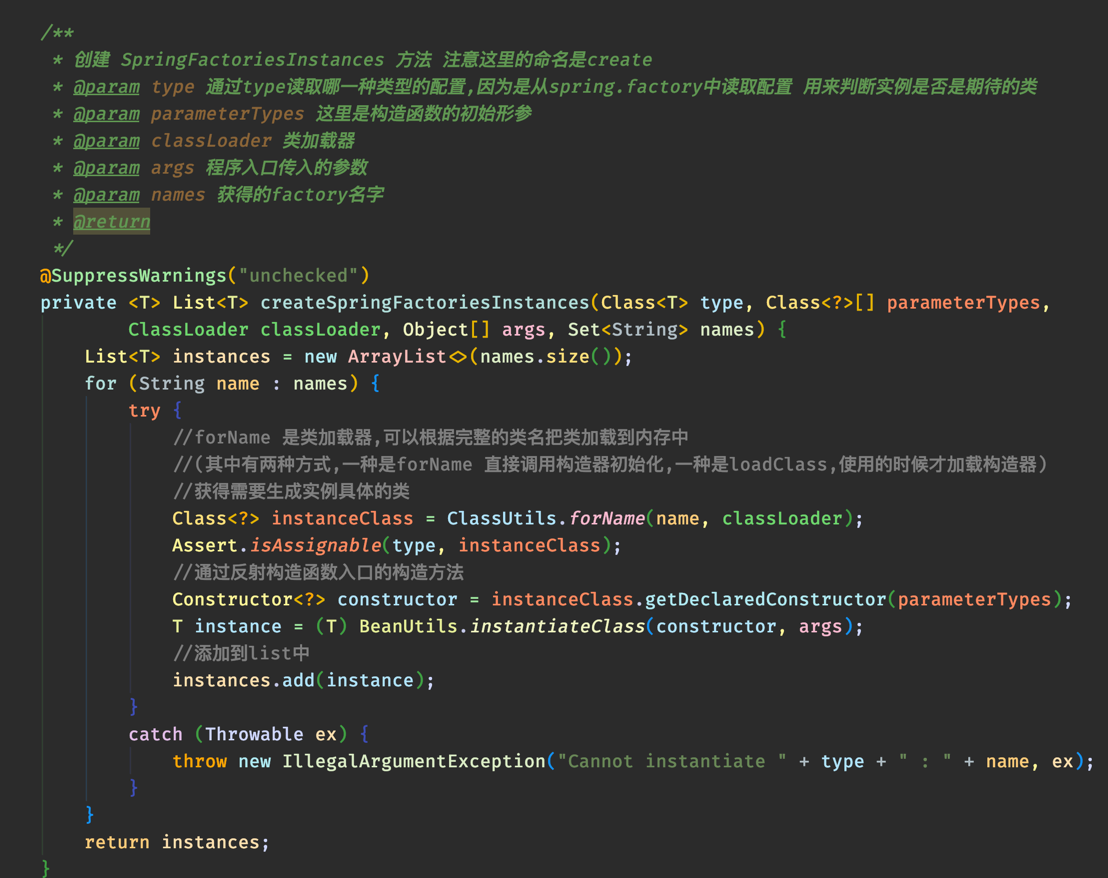 /**
 * 创建 SpringFactoriesInstances 方法 注意这里的命名是create
 * @param type 通过type读取哪一种类型的配置,因为是从spring.factory中读取配置 用来判断实例是否是期待的类
 * @param parameterTypes 这里是构造函数的初始形参
 * @param classLoader 类加载器
 * @param args 程序入口传入的参数
 * @param names 获得的factory名字
 * @return
 */
@SuppressWarnings("unchecked")
private <T> List<T> createSpringFactoriesInstances(Class<T> type, Class<?>[] parameterTypes,
        ClassLoader classLoader, Object[] args, Set<String> names) {
    List<T> instances = new ArrayList<>(names.size());
    for (String name : names) {
        try {
            //forName 是类加载器,可以根据完整的类名把类加载到内存中
            //(其中有两种方式,一种是forName 直接调用构造器初始化,一种是loadClass,使用的时候才加载构造器)
            //获得需要生成实例具体的类
            Class<?> instanceClass = ClassUtils.forName(name, classLoader);
            Assert.isAssignable(type, instanceClass);
            //通过反射构造函数入口的构造方法
            Constructor<?> constructor = instanceClass.getDeclaredConstructor(parameterTypes);
            T instance = (T) BeanUtils.instantiateClass(constructor, args);
            //添加到list中
            instances.add(instance);
        }
        catch (Throwable ex) {
            throw new IllegalArgumentException("Cannot instantiate " + type + " : " + name, ex);
        }
    }
    return instances;
}